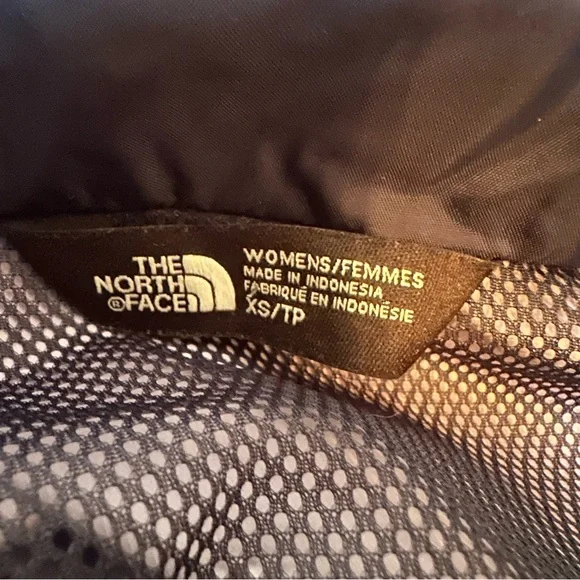 THE
NORTH
®FACE
WOMENS/FEMMES
MADE IN INDONESIA
FABRIQUÉ EN INDONÉSIE
XS/TP